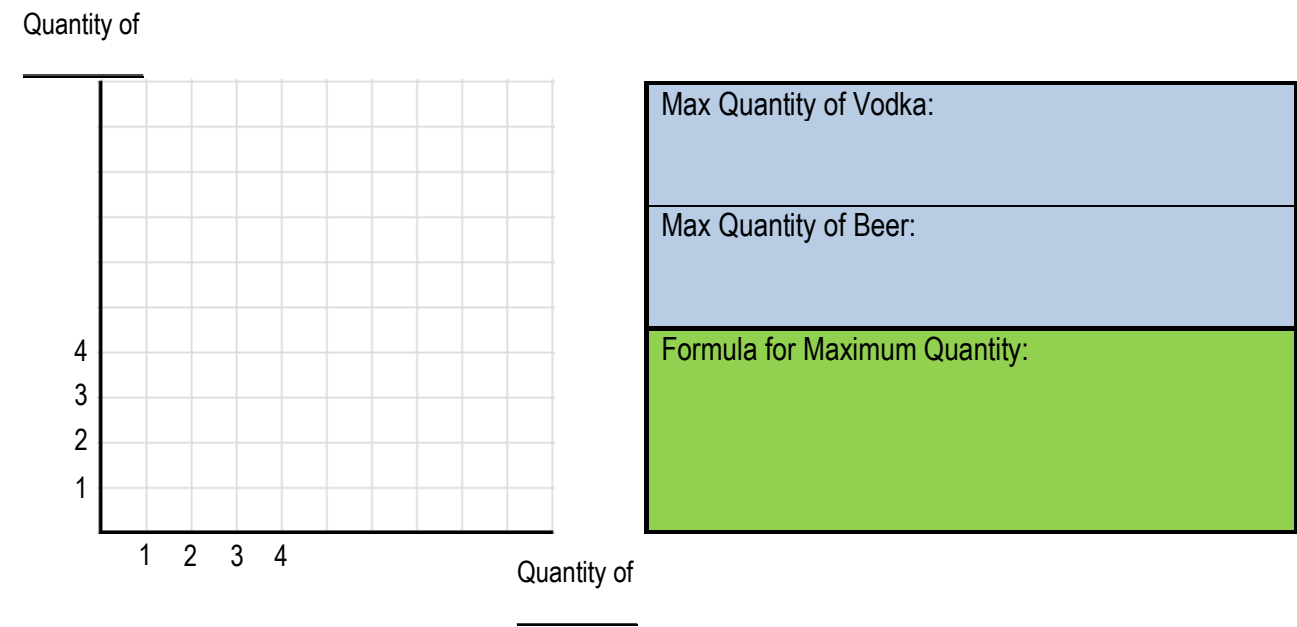 Quantity of
Max Quantity of Vodka:
Max Quantity of Beer:
Formula for Maximum Quantity:
4
3
2
1
1 2 3 4
Quantity of